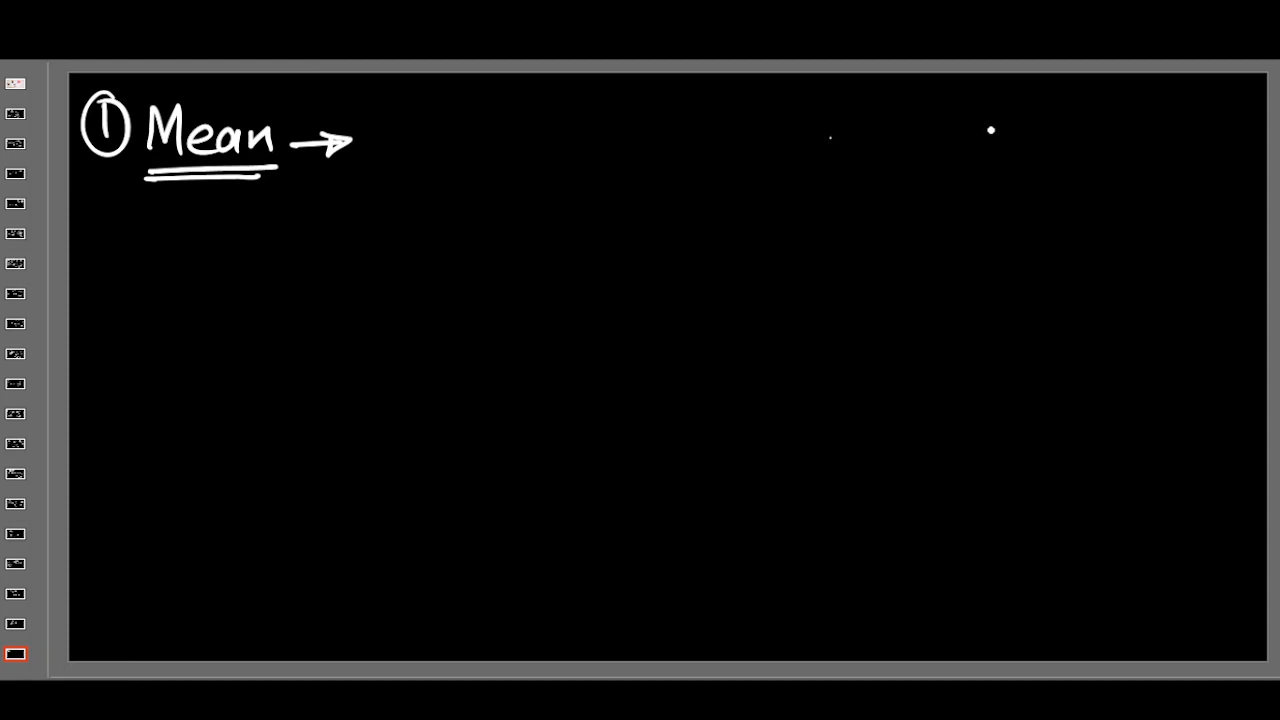 ① Mean →